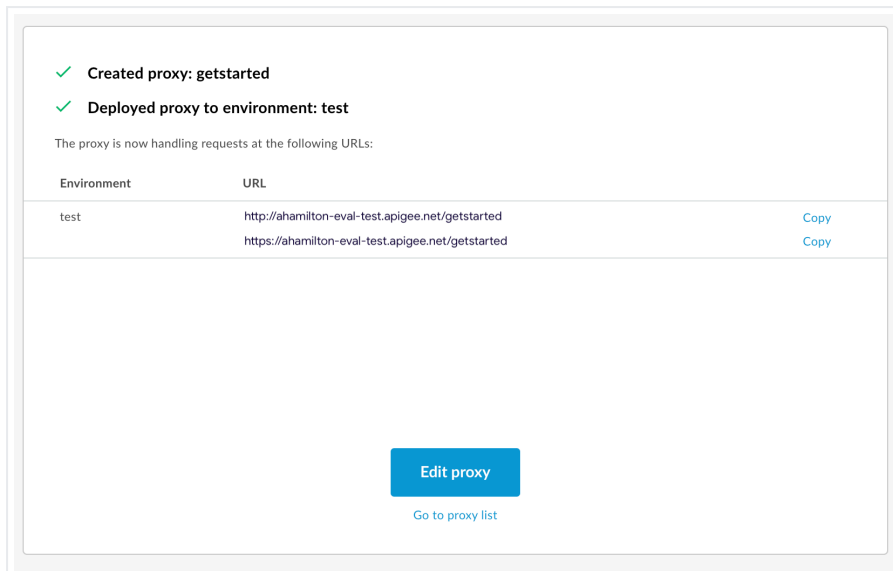 Created proxy: getstarted
Deployed proxy to environment: test
The proxy is now handling requests at the following URLs:
Environment URL
test http://ahamilton-eval-test.apigee.net/getstarted Copy
https://ahamilton-eval-test.apigee.net/getstarted Copy
Edit proxy
Go to proxy list